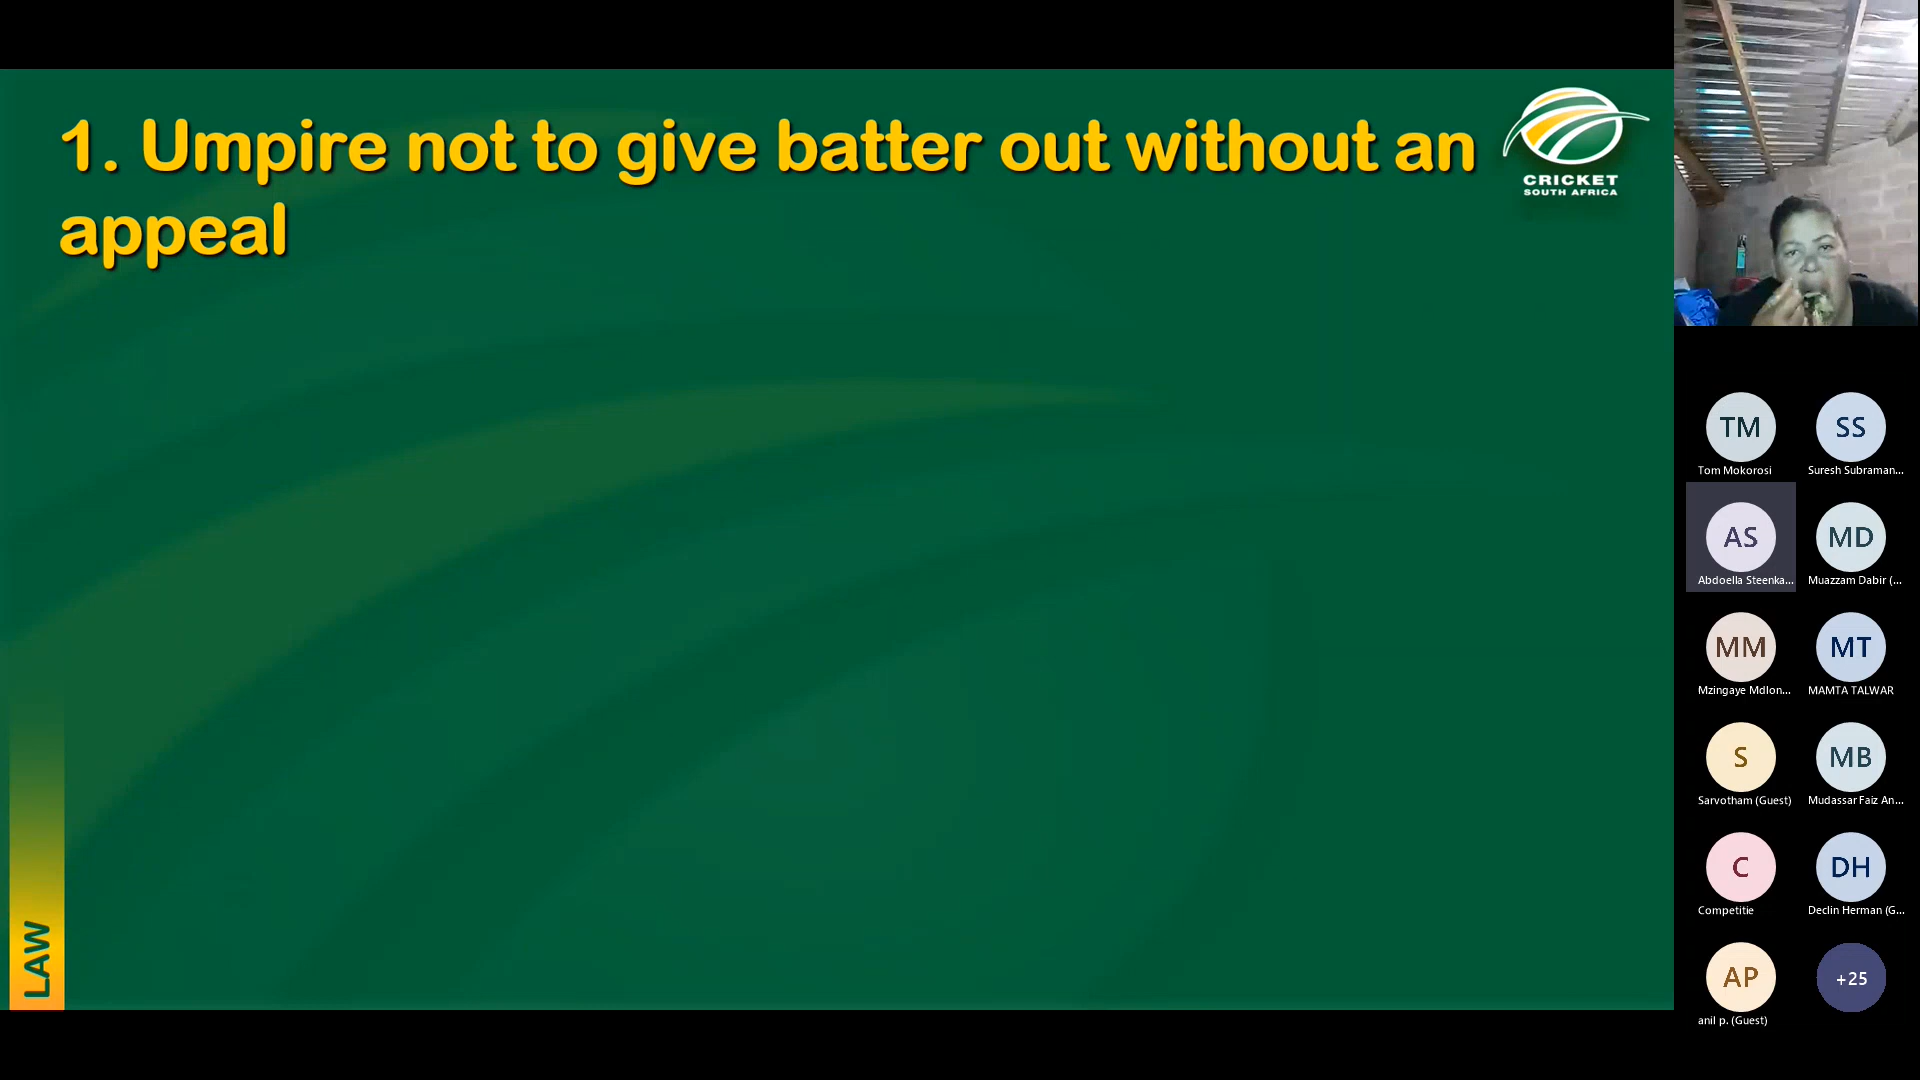 1. Umpire not to give batter out without an
appeal
CRICKET
SOUTH AFRICA
LAW
TM
Tom Mokorosi
SS
Suresh Subraman...
AS
Abdoella Steenka...
MD
Muazzam Dabir (...
MM
Mzingaye Mdlon...
MT
MAMTA TALWAR
S
Sarvotham (Guest)
MB
Mudassar Faiz An...
C
Competitie
DH
Declin Herman (G...
AP
anil p. (Guest)
+25